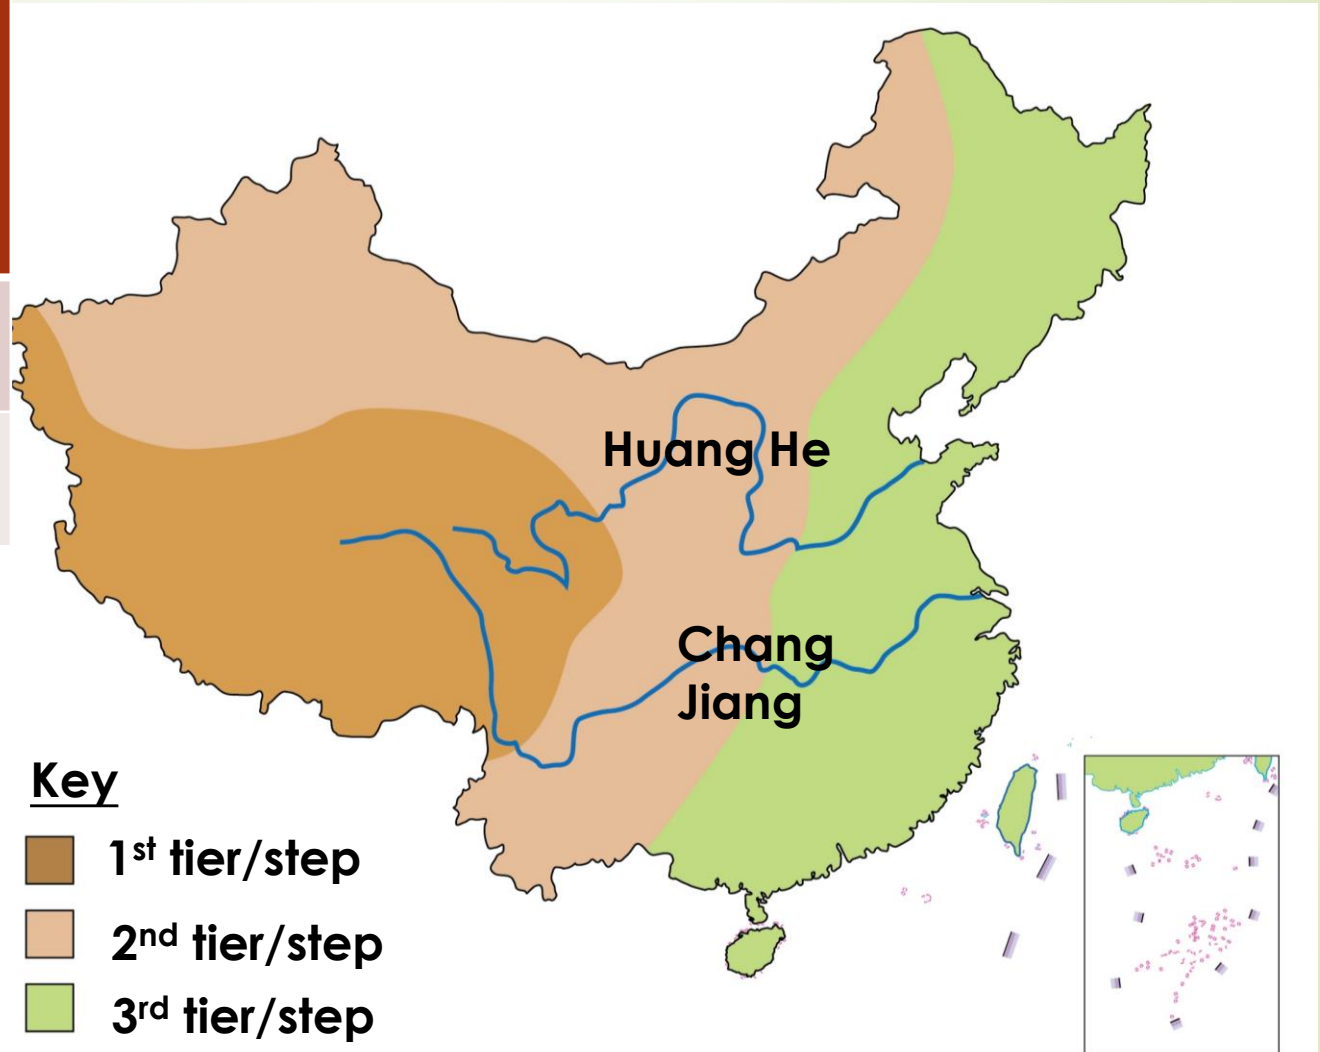 Huang He
Chang
Jiang
Key
1st tier/step
2nd tier/step
3rd tier/step